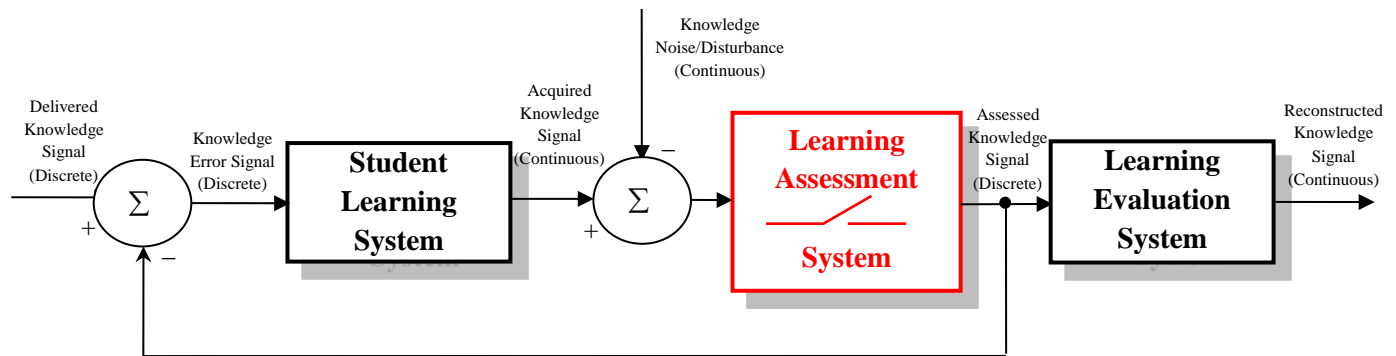 Delivered
Knowledge
Signal
(Discrete)
+
Σ
−
Knowledge
Error Signal
(Discrete)
Student
Learning
System
Acquired
Knowledge
Signal
(Continuous)
Knowledge
Noise/Disturbance
(Continuous)
−
+
Σ
Learning
Assessment
System
Assessed
Knowledge
Signal
(Discrete)
Learning
Evaluation
System
Reconstructed
Knowledge
Signal
(Continuous)